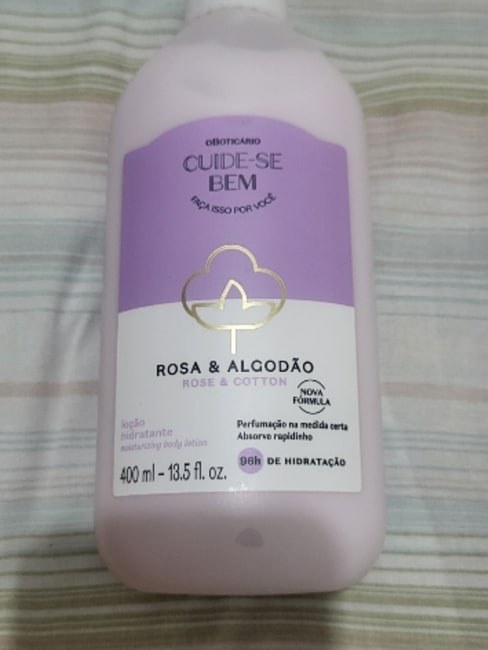 oBOTICÁRIO
CUIDE-SE
BEM
FAÇA ISSO POR VOCÊ
ROSA & ALGODÃO
ROSE & COTTON
NOVA
FÓRMULA
loção
hidratante
moisturizing body lotion
Perfumação na medida certa
Absorve rapidinho
96h DE HIDRATAÇÃO
400 ml - 13.5 fl. oz.